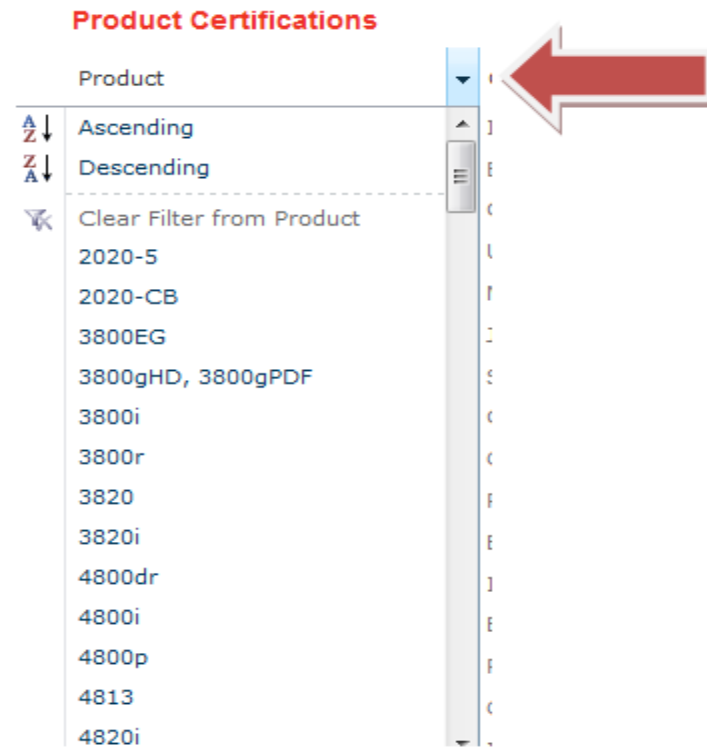 Product Certifications
Product
Ascending
Descending
Clear Filter from Product
2020-5
2020-CB
3800EG
3800gHD, 3800gPDF
3800i
3800r
3820
3820i
4800dr
4800i
4800p
4813
4820i